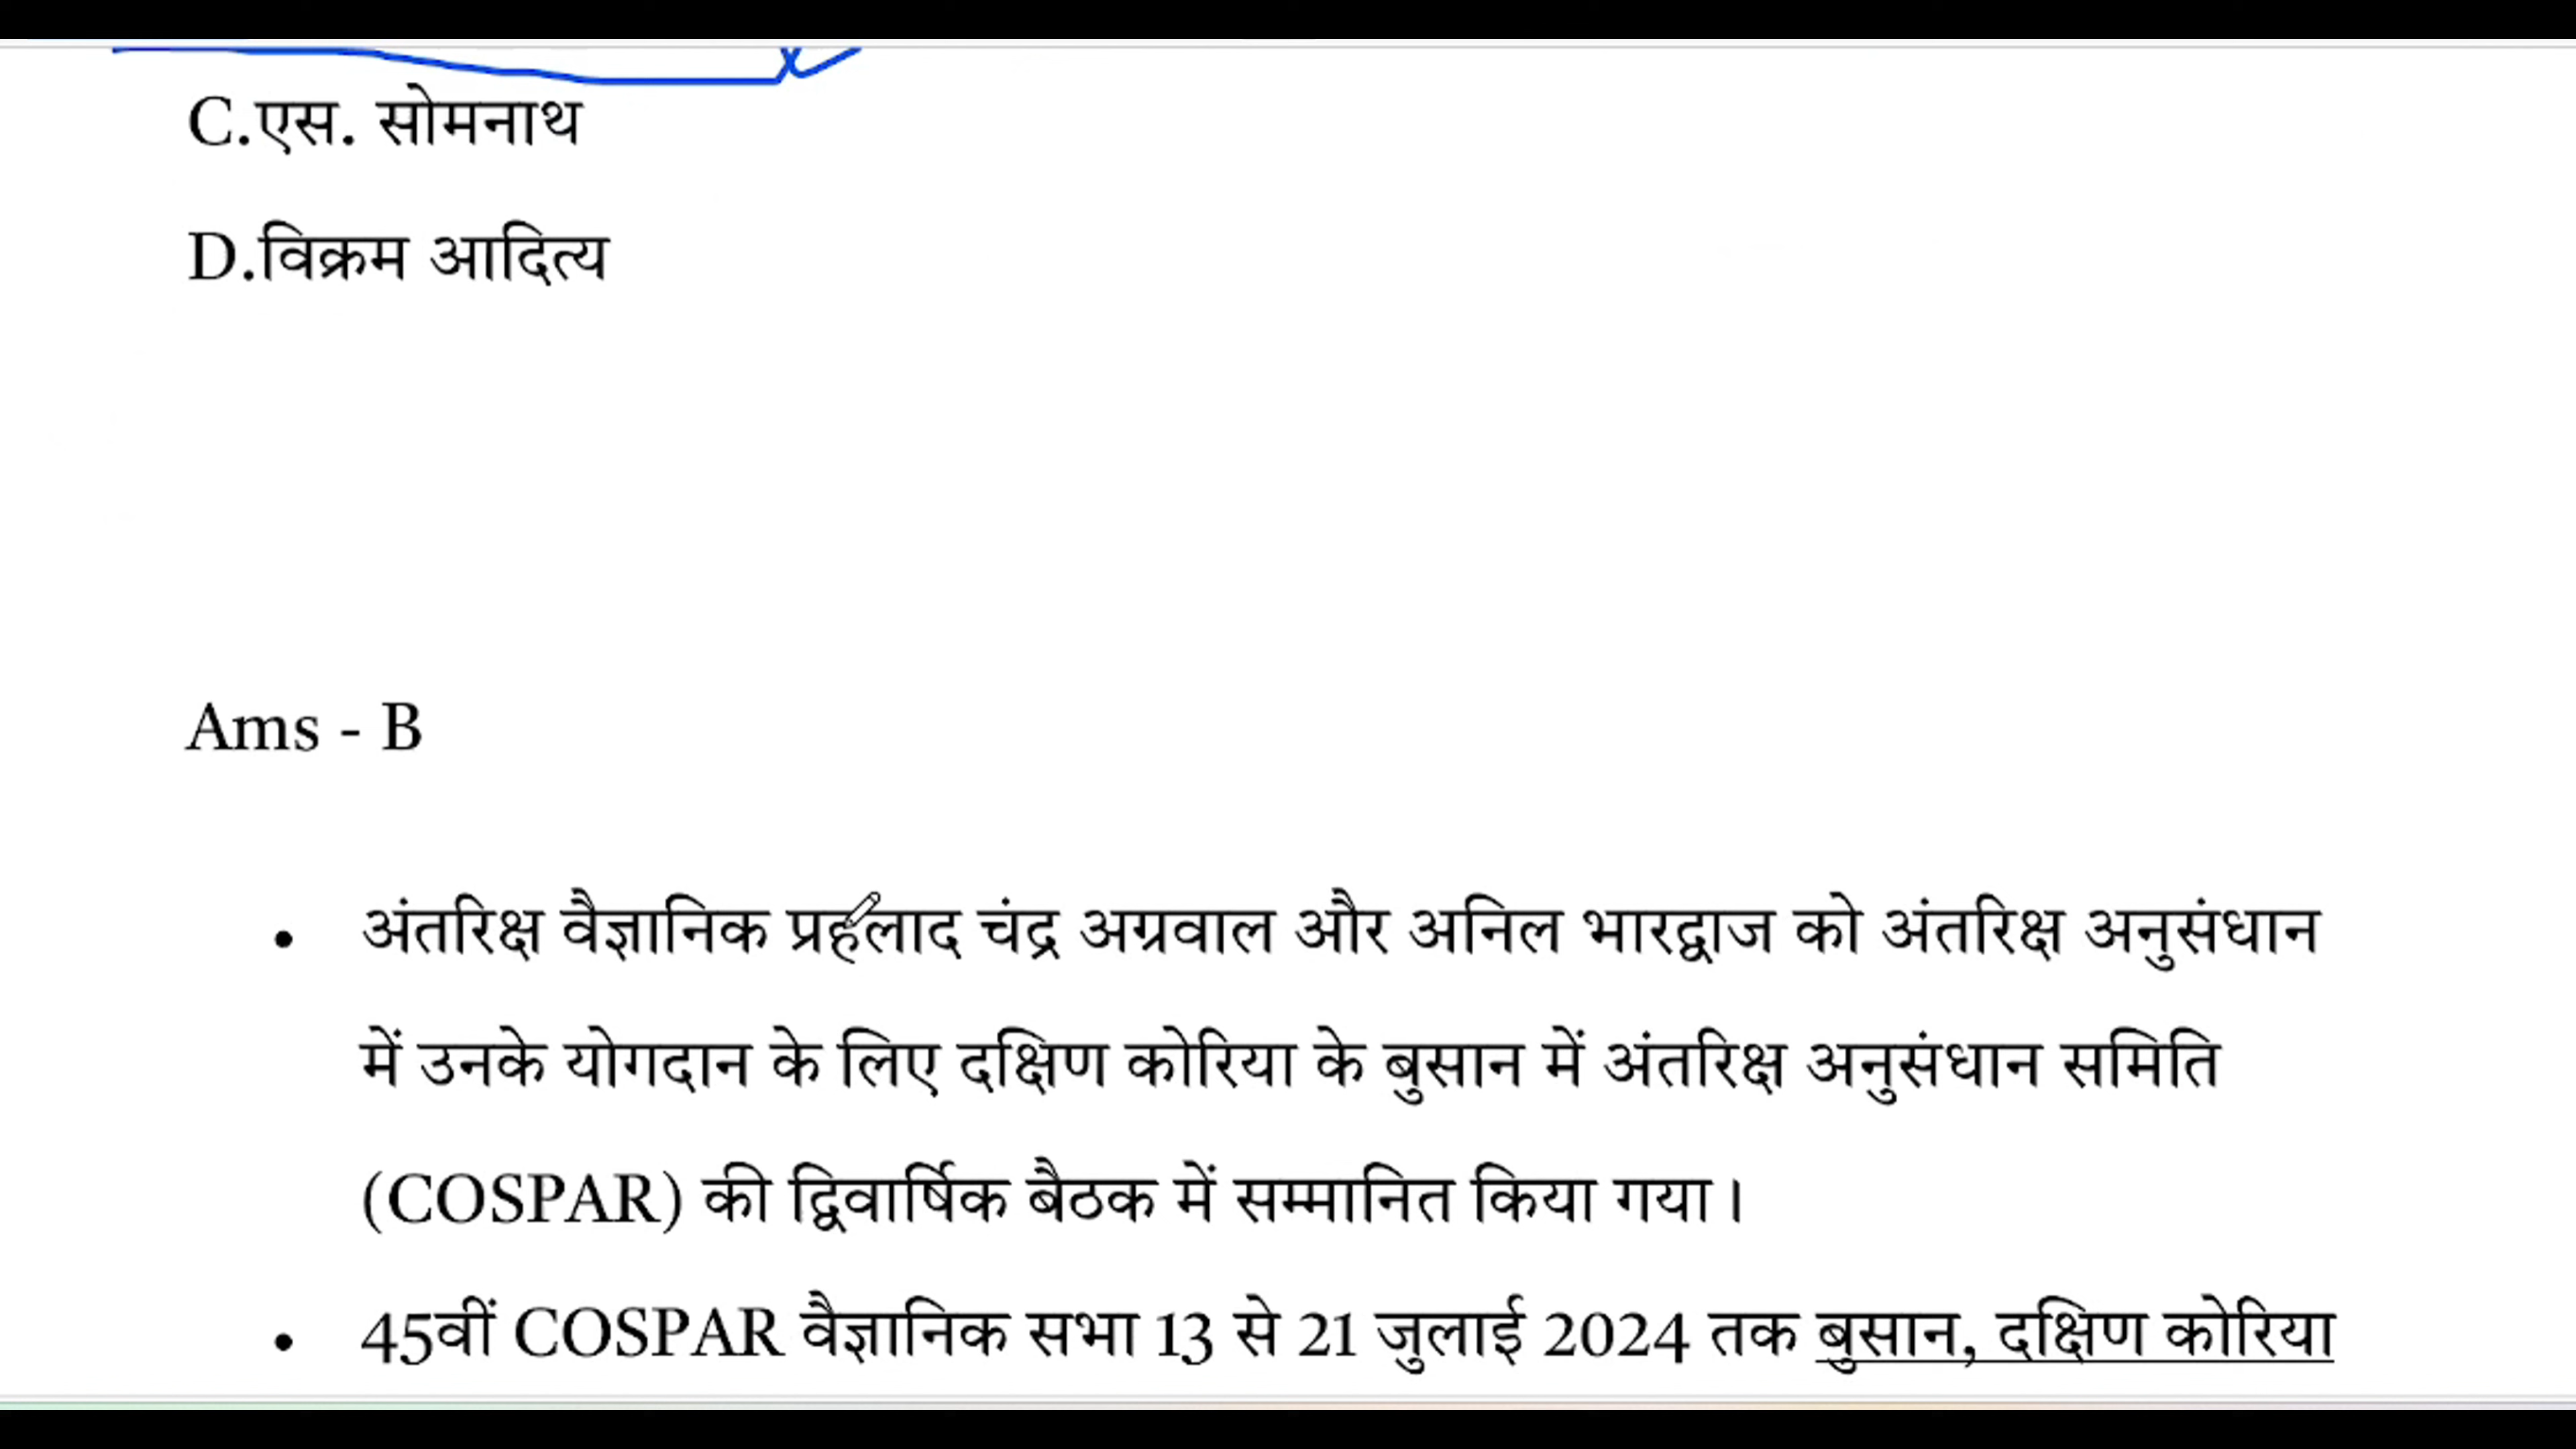 C.एस. सोमनाथ
D.विक्रम आदित्य
Ams - B
• अंतरिक्ष वैज्ञानिक प्रहलाद चंद्र अग्रवाल और अनिल भारद्वाज को अंतरिक्ष अनुसंधान
में उनके योगदान के लिए दक्षिण कोरिया के बुसान में अंतरिक्ष अनुसंधान समिति
(COSPAR) की द्विवार्षिक बैठक में सम्मानित किया गया।
• 45वीं COSPAR वैज्ञानिक सभा 13 से 21 जुलाई 2024 तक बुसान, दक्षिण कोरिया